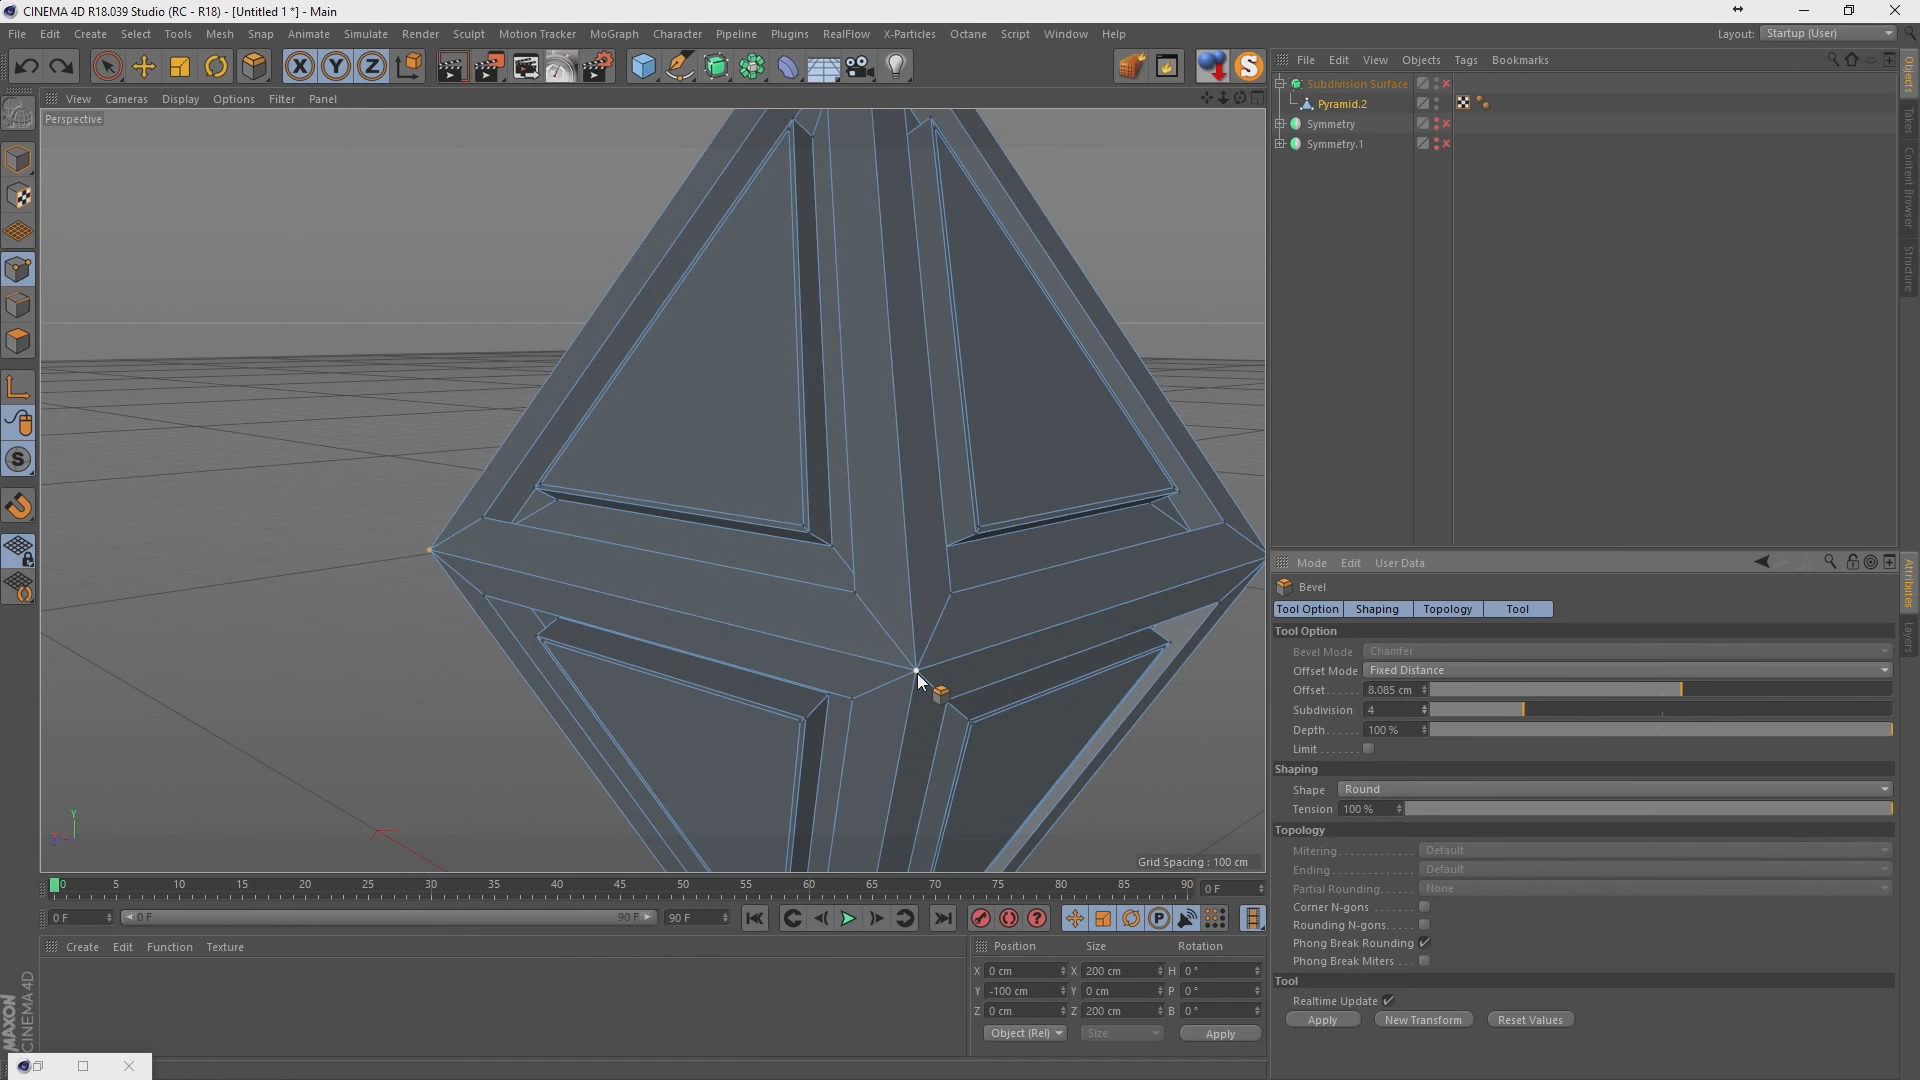 CINEMA 4D R18.039 Studio (RC - R18) - [Untitled 1 *] - Main
File Edit Create Select Tools Mesh Snap Animate Simulate Render Sculpt Motion Tracker MoGraph Character Pipeline Plugins RealFlow X-Particles Octane Script Window Help
Layout: Startup (User)
X Y Z
File Edit View Objects Tags Bookmarks
View Cameras Display Options Filter Panel
Perspective
Subdivision Surface
Pyramid.2
Symmetry
Symmetry.1
Objects
Takes
Content Browser
Structure
Mode Edit User Data
Bevel
Tool Option Shaping Topology Tool
Tool Option
Bevel Mode Chamfer
Offset Mode Fixed Distance
Offset...... 8.085 cm
Subdivision 4
Depth...... 100 %
Limit.......
Shaping
Shape Round
Tension 100 %
Topology
Mitering............. Default
Ending.............. Default
Partial Rounding...... None
Corner N-gons .......
Rounding N-gons.....
Phong Break Rounding
Phong Break Miters ...
Tool
Realtime Update
Apply New Transform Reset Values
Attributes
Layers
Y
Grid Spacing : 100 cm
0 5 10 15 20 25 30 35 40 45 50 55 60 65 70 75 80 85 90 0 F
0 F 0 F 90 F 90 F
Create Edit Function Texture
Position Size Rotation
X 0 cm X 200 cm H 0 °
Y -100 cm Y 0 cm P 0 °
Z 0 cm Z 200 cm B 0 °
Object (Rel) Size Apply
MAXON
CINEMA 4D